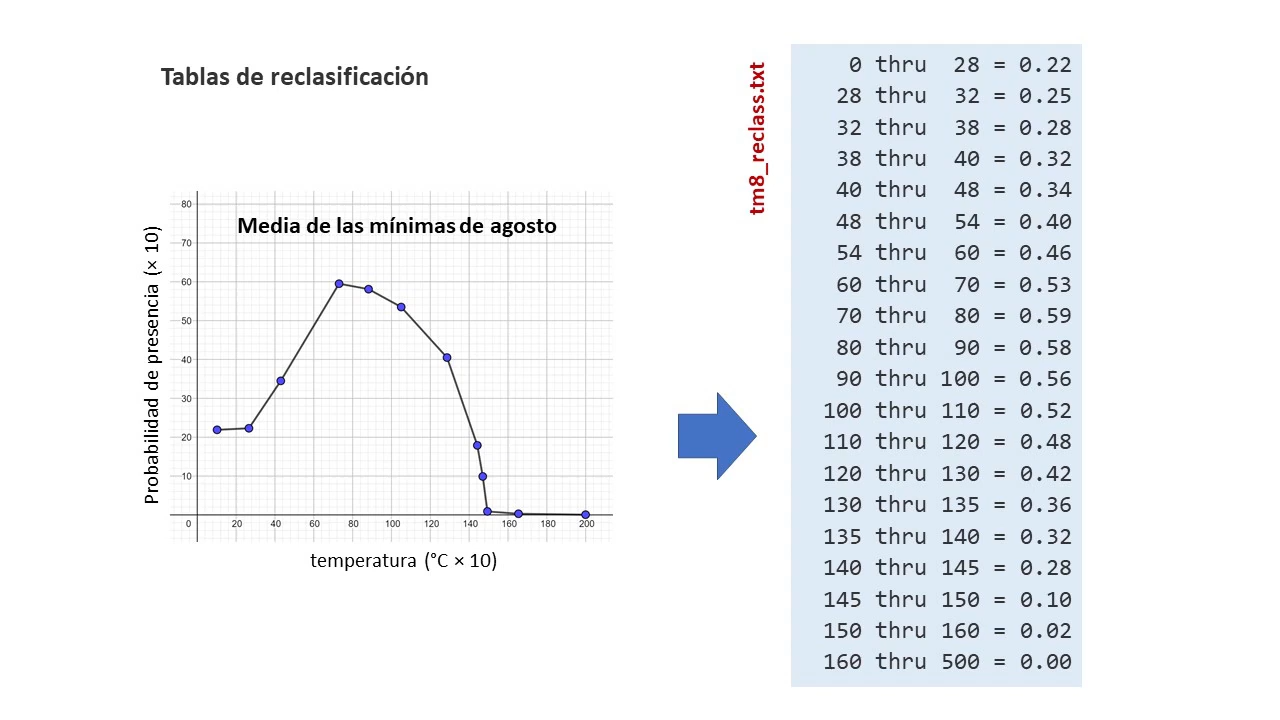 Tablas de reclasificación
Media de las mínimas de agosto
Probabilidad de presencia (× 10)
80
70
60
50
40
30
20
10
0 20 40 60 80 100 120 140 160 180 200
temperatura (°C × 10)
tm8_reclass.txt
0 thru 28 = 0.22
28 thru 32 = 0.25
32 thru 38 = 0.28
38 thru 40 = 0.32
40 thru 48 = 0.34
48 thru 54 = 0.40
54 thru 60 = 0.46
60 thru 70 = 0.53
70 thru 80 = 0.59
80 thru 90 = 0.58
90 thru 100 = 0.56
100 thru 110 = 0.52
110 thru 120 = 0.48
120 thru 130 = 0.42
130 thru 135 = 0.36
135 thru 140 = 0.32
140 thru 145 = 0.28
145 thru 150 = 0.10
150 thru 160 = 0.02
160 thru 500 = 0.00